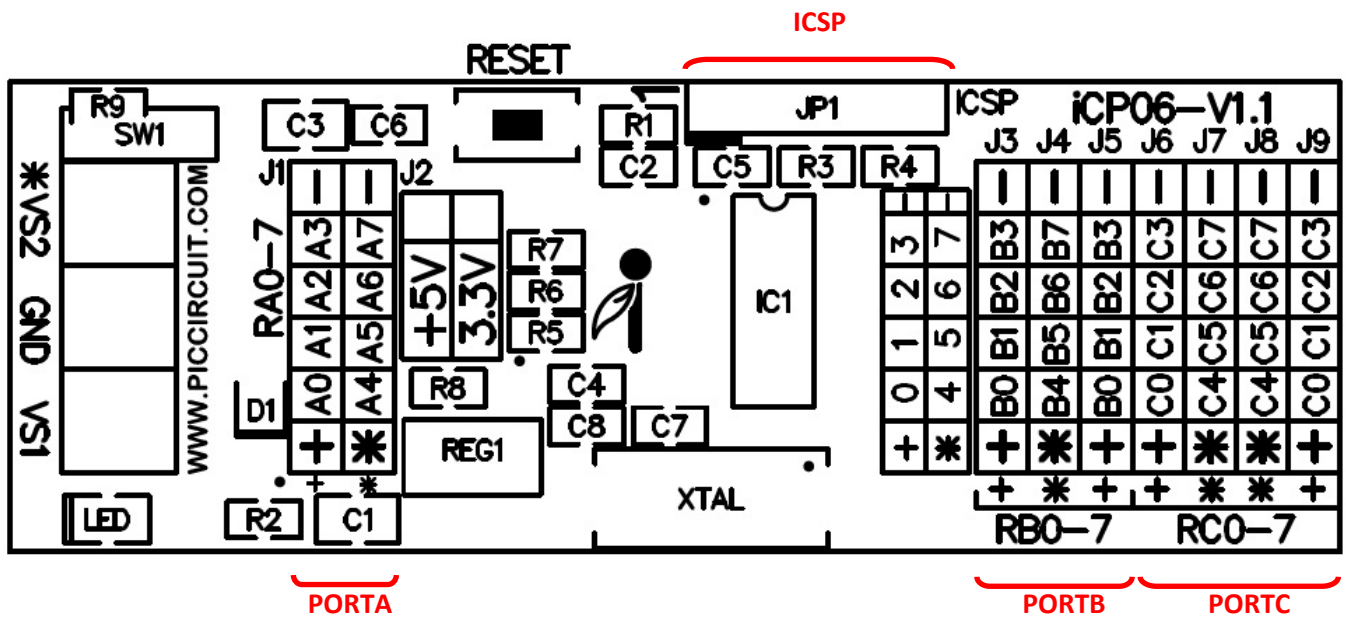 ICSP
RESET
R9
SW1
C3
C6
R1
1
JP1
ICSP
iCP06-V1.1
C2
C5
R3
R4
J3 J4 J5 J6 J7 J8 J9
J1
J2
*VS2 GND VS1
WWW.PICCIRCUIT.COM
RA0-7
- -
A3 A7
A2 A6
A1 A5
A0 A4
+ *
+ *
+5V
3.3V
R7
R6
R5
R8
REG1
D1
C4
C8
C7
IC1
XTAL
LED
R2
C1
- -
3 7
2 6
1 5
0 4
+ *
- - - - - - -
B3 B7 B3 C3 C7 C7 C3
B2 B6 B2 C2 C6 C6 C2
B1 B5 B1 C1 C5 C5 C1
B0 B4 B0 C0 C4 C4 C0
+ * + + * * +
+ * + + * * +
RB0-7
RC0-7
PORTA
PORTB
PORTC